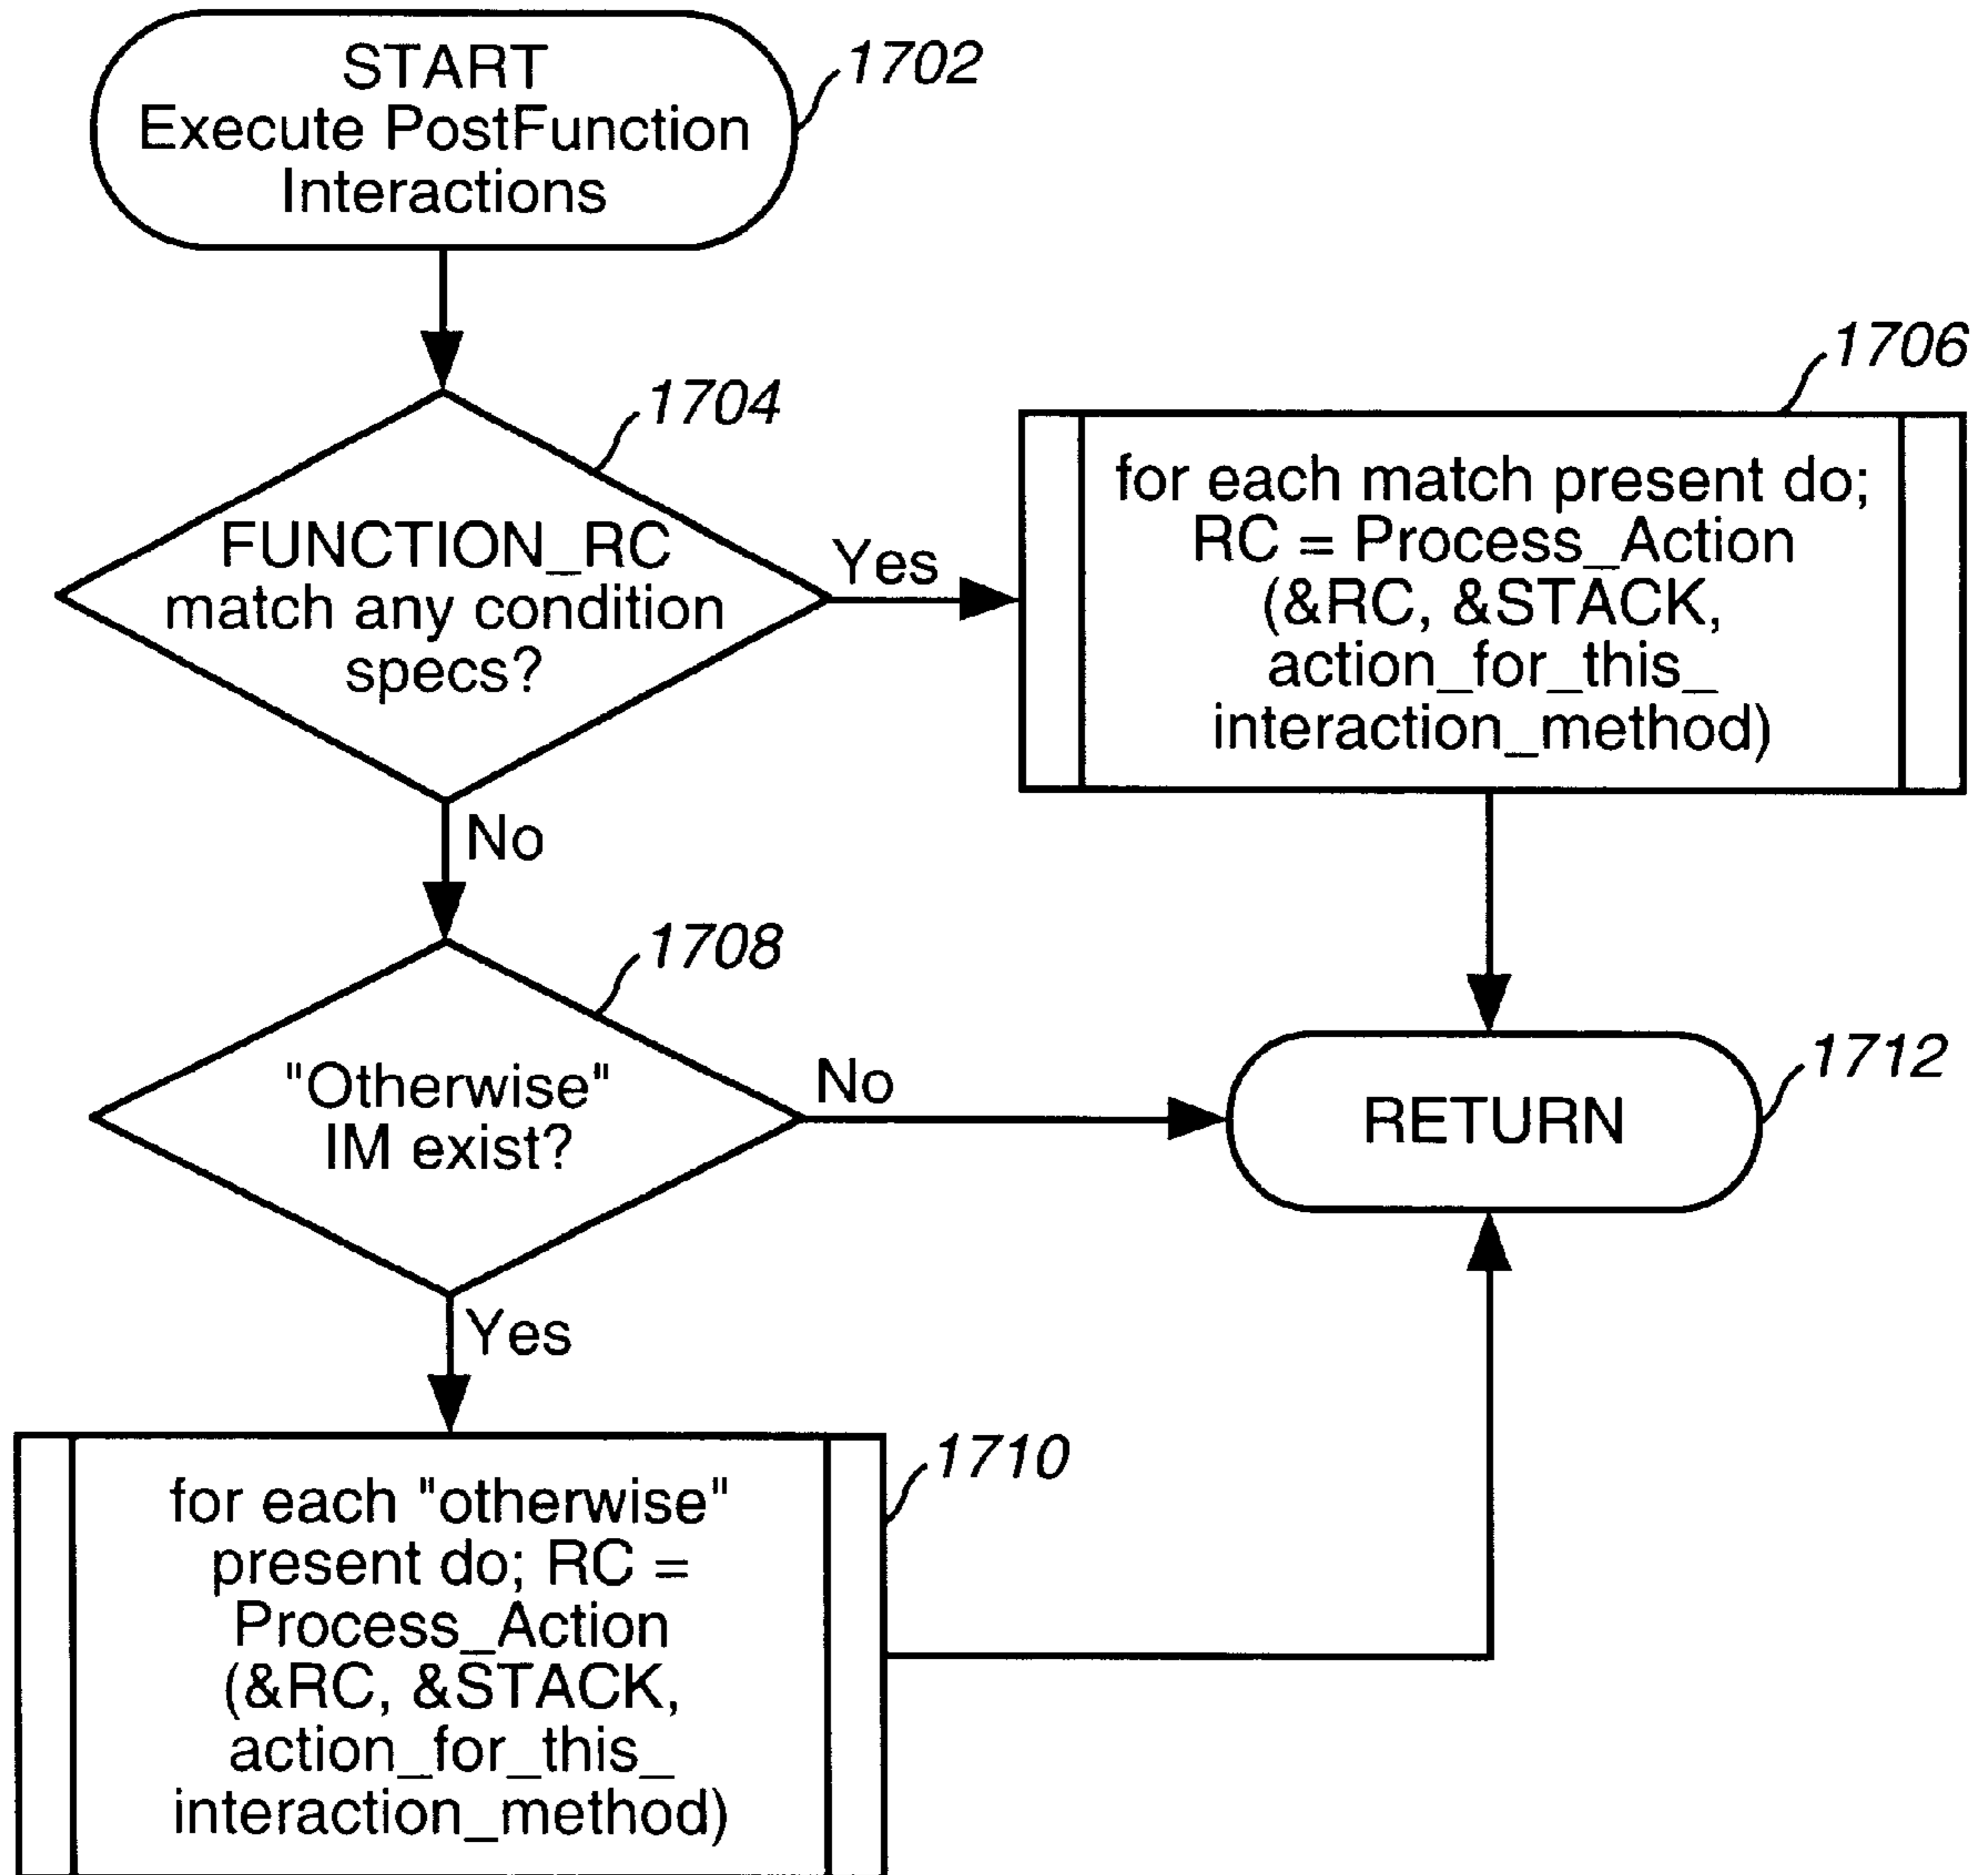 START
Execute PostFunction
Interactions
1702
1704
FUNCTION_RC
match any condition
specs?
Yes
1706
for each match present do;
RC = Process_Action
(&RC, &STACK,
action_for_this_
interaction_method)
No
1708
"Otherwise"
IM exist?
No
1712
RETURN
Yes
1710
for each "otherwise"
present do; RC =
Process_Action
(&RC, &STACK,
action_for_this_
interaction_method)